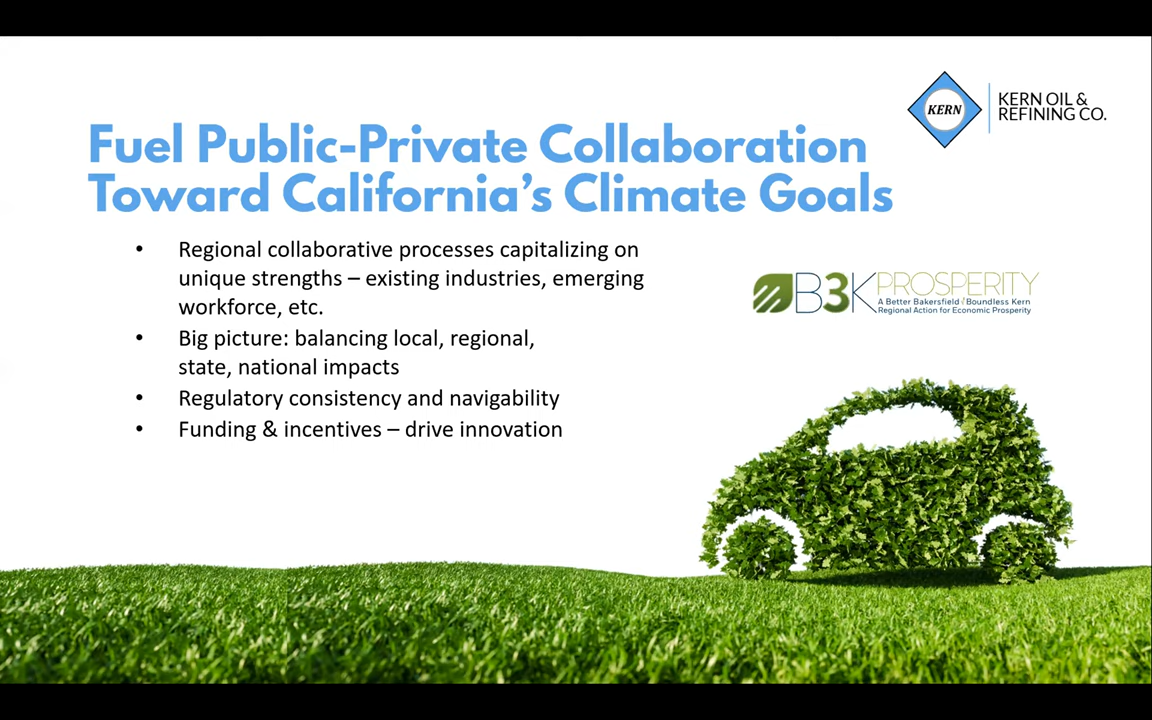 KERN
KERN OIL &
REFINING CO.
Fuel Public-Private Collaboration
Toward California’s Climate Goals
• Regional collaborative processes capitalizing on
unique strengths – existing industries, emerging
workforce, etc.
• Big picture: balancing local, regional,
state, national impacts
• Regulatory consistency and navigability
• Funding & incentives – drive innovation
B3K PROSPERITY
A Better Bakersfield & Boundless Kern
Regional Action for Economic Prosperity